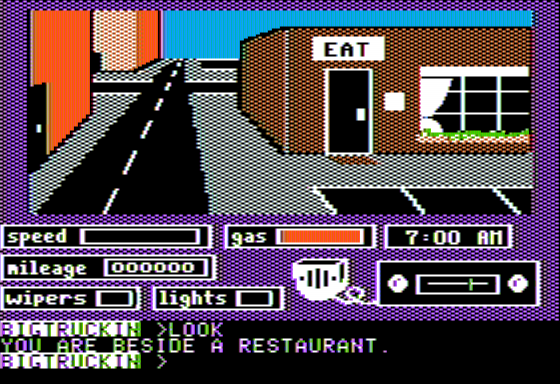 EAT
speed gas 7:00 AM
mileage 000000
wipers lights
BIGTRUCKIN >LOOK
YOU ARE BESIDE A RESTAURANT.
BIGTRUCKIN >